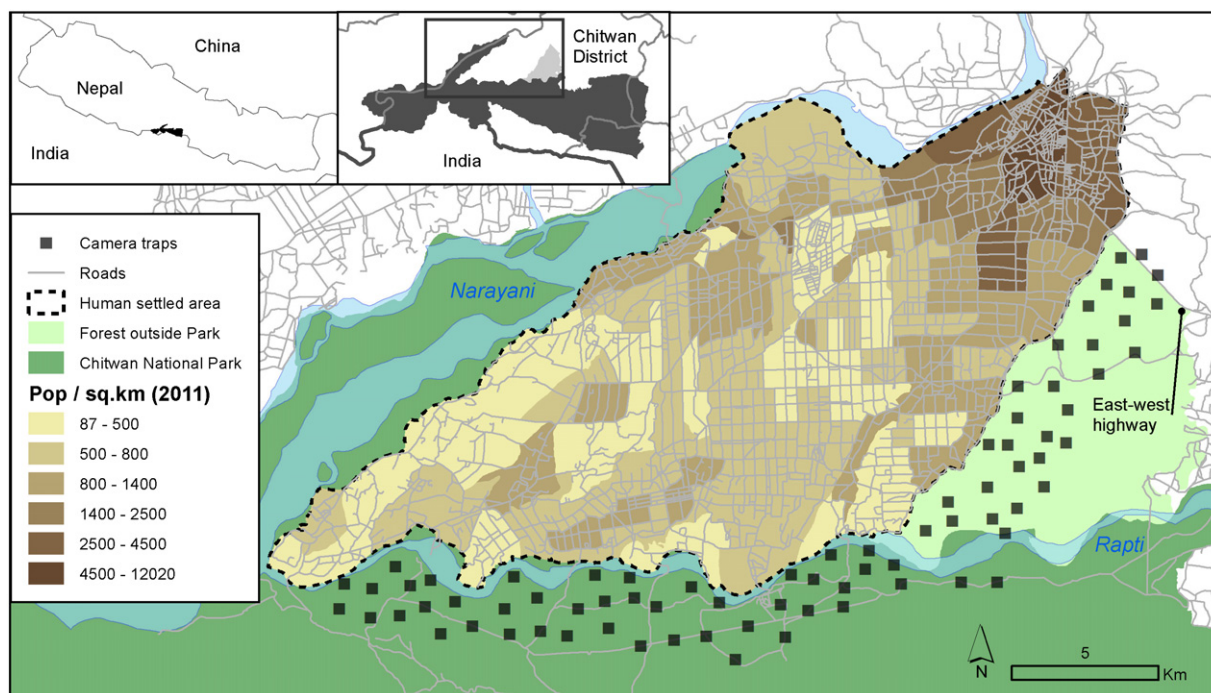 China
Nepal
India
Chitwan
District
India
Camera traps
Roads
Human settled area
Forest outside Park
Chitwan National Park
Pop / sq.km (2011)
87 - 500
500 - 800
800 - 1400
1400 - 2500
2500 - 4500
4500 - 12020
Narayani
East-west
highway
Rapti
N
5
Km